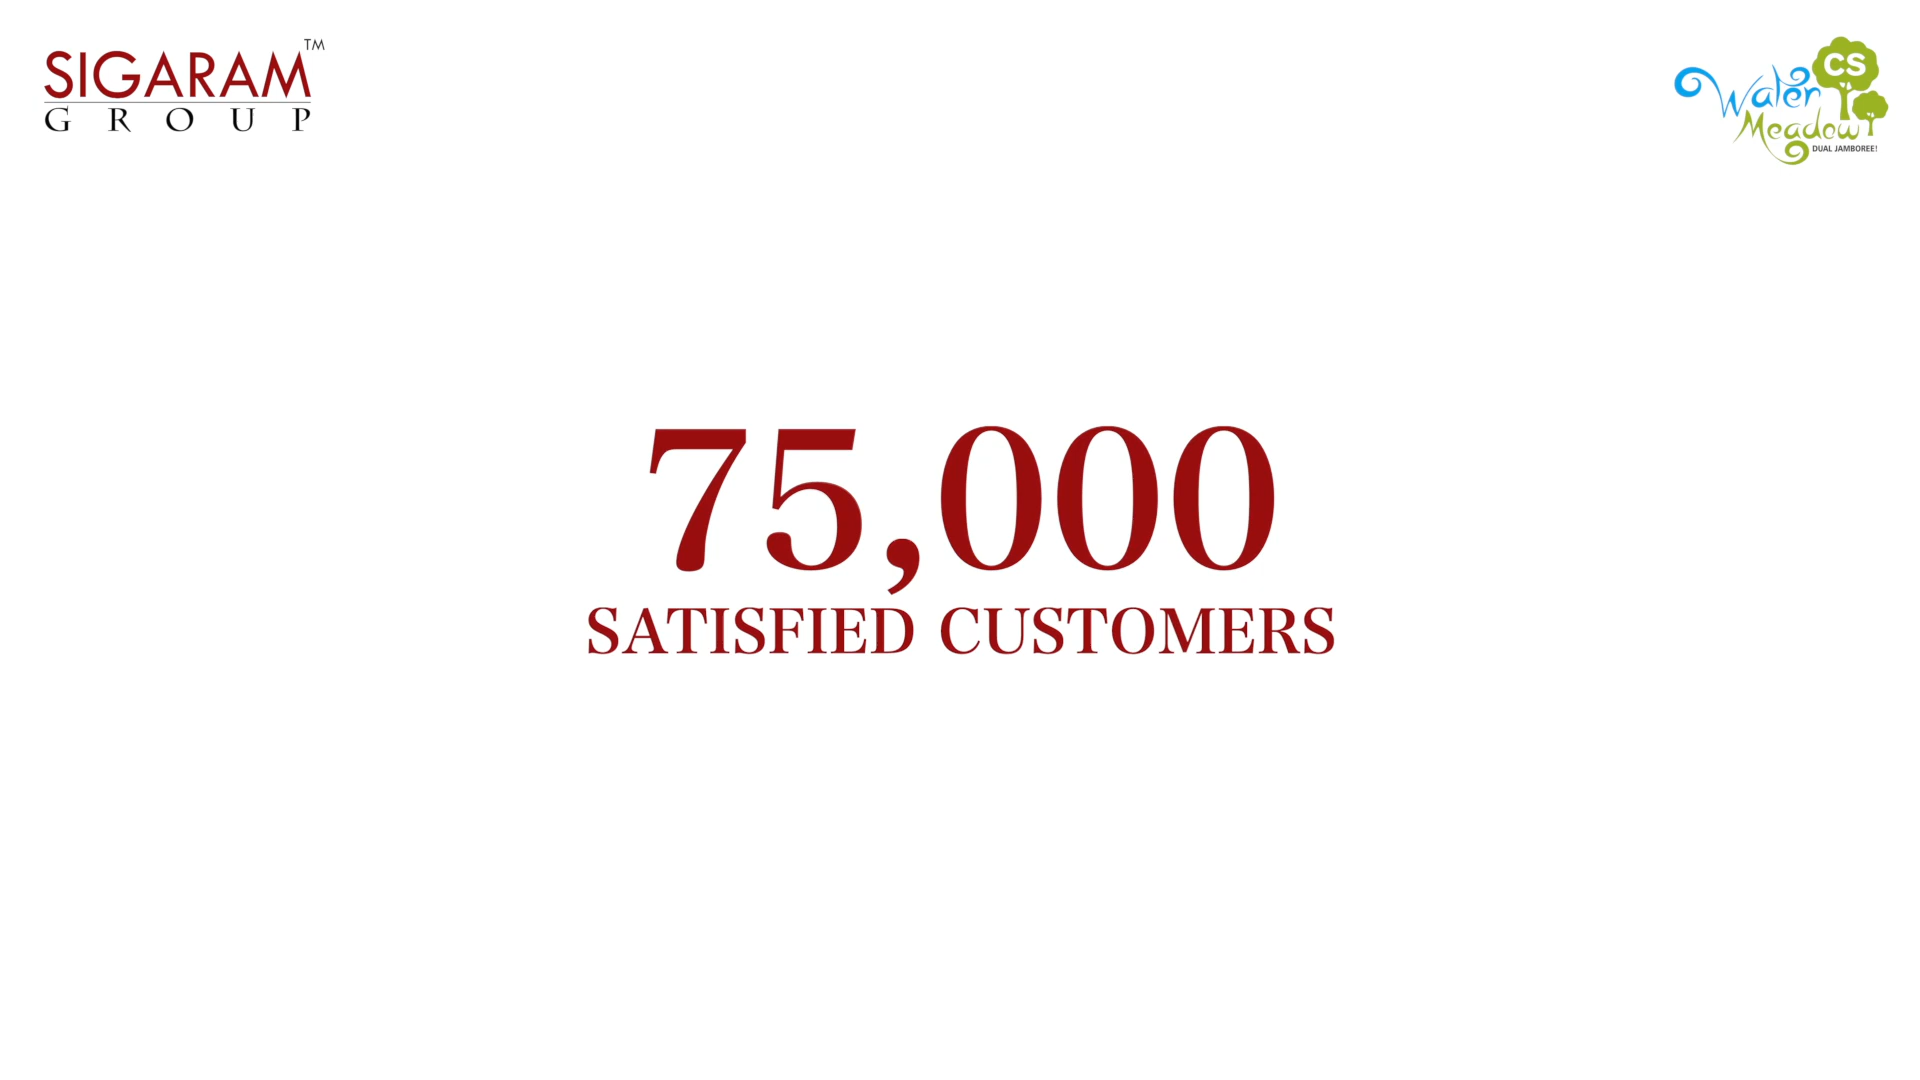 SIGARAM™
GROUP
CS
Water
Meadow
DUAL JAMBOREE!
75,000
SATISFIED CUSTOMERS